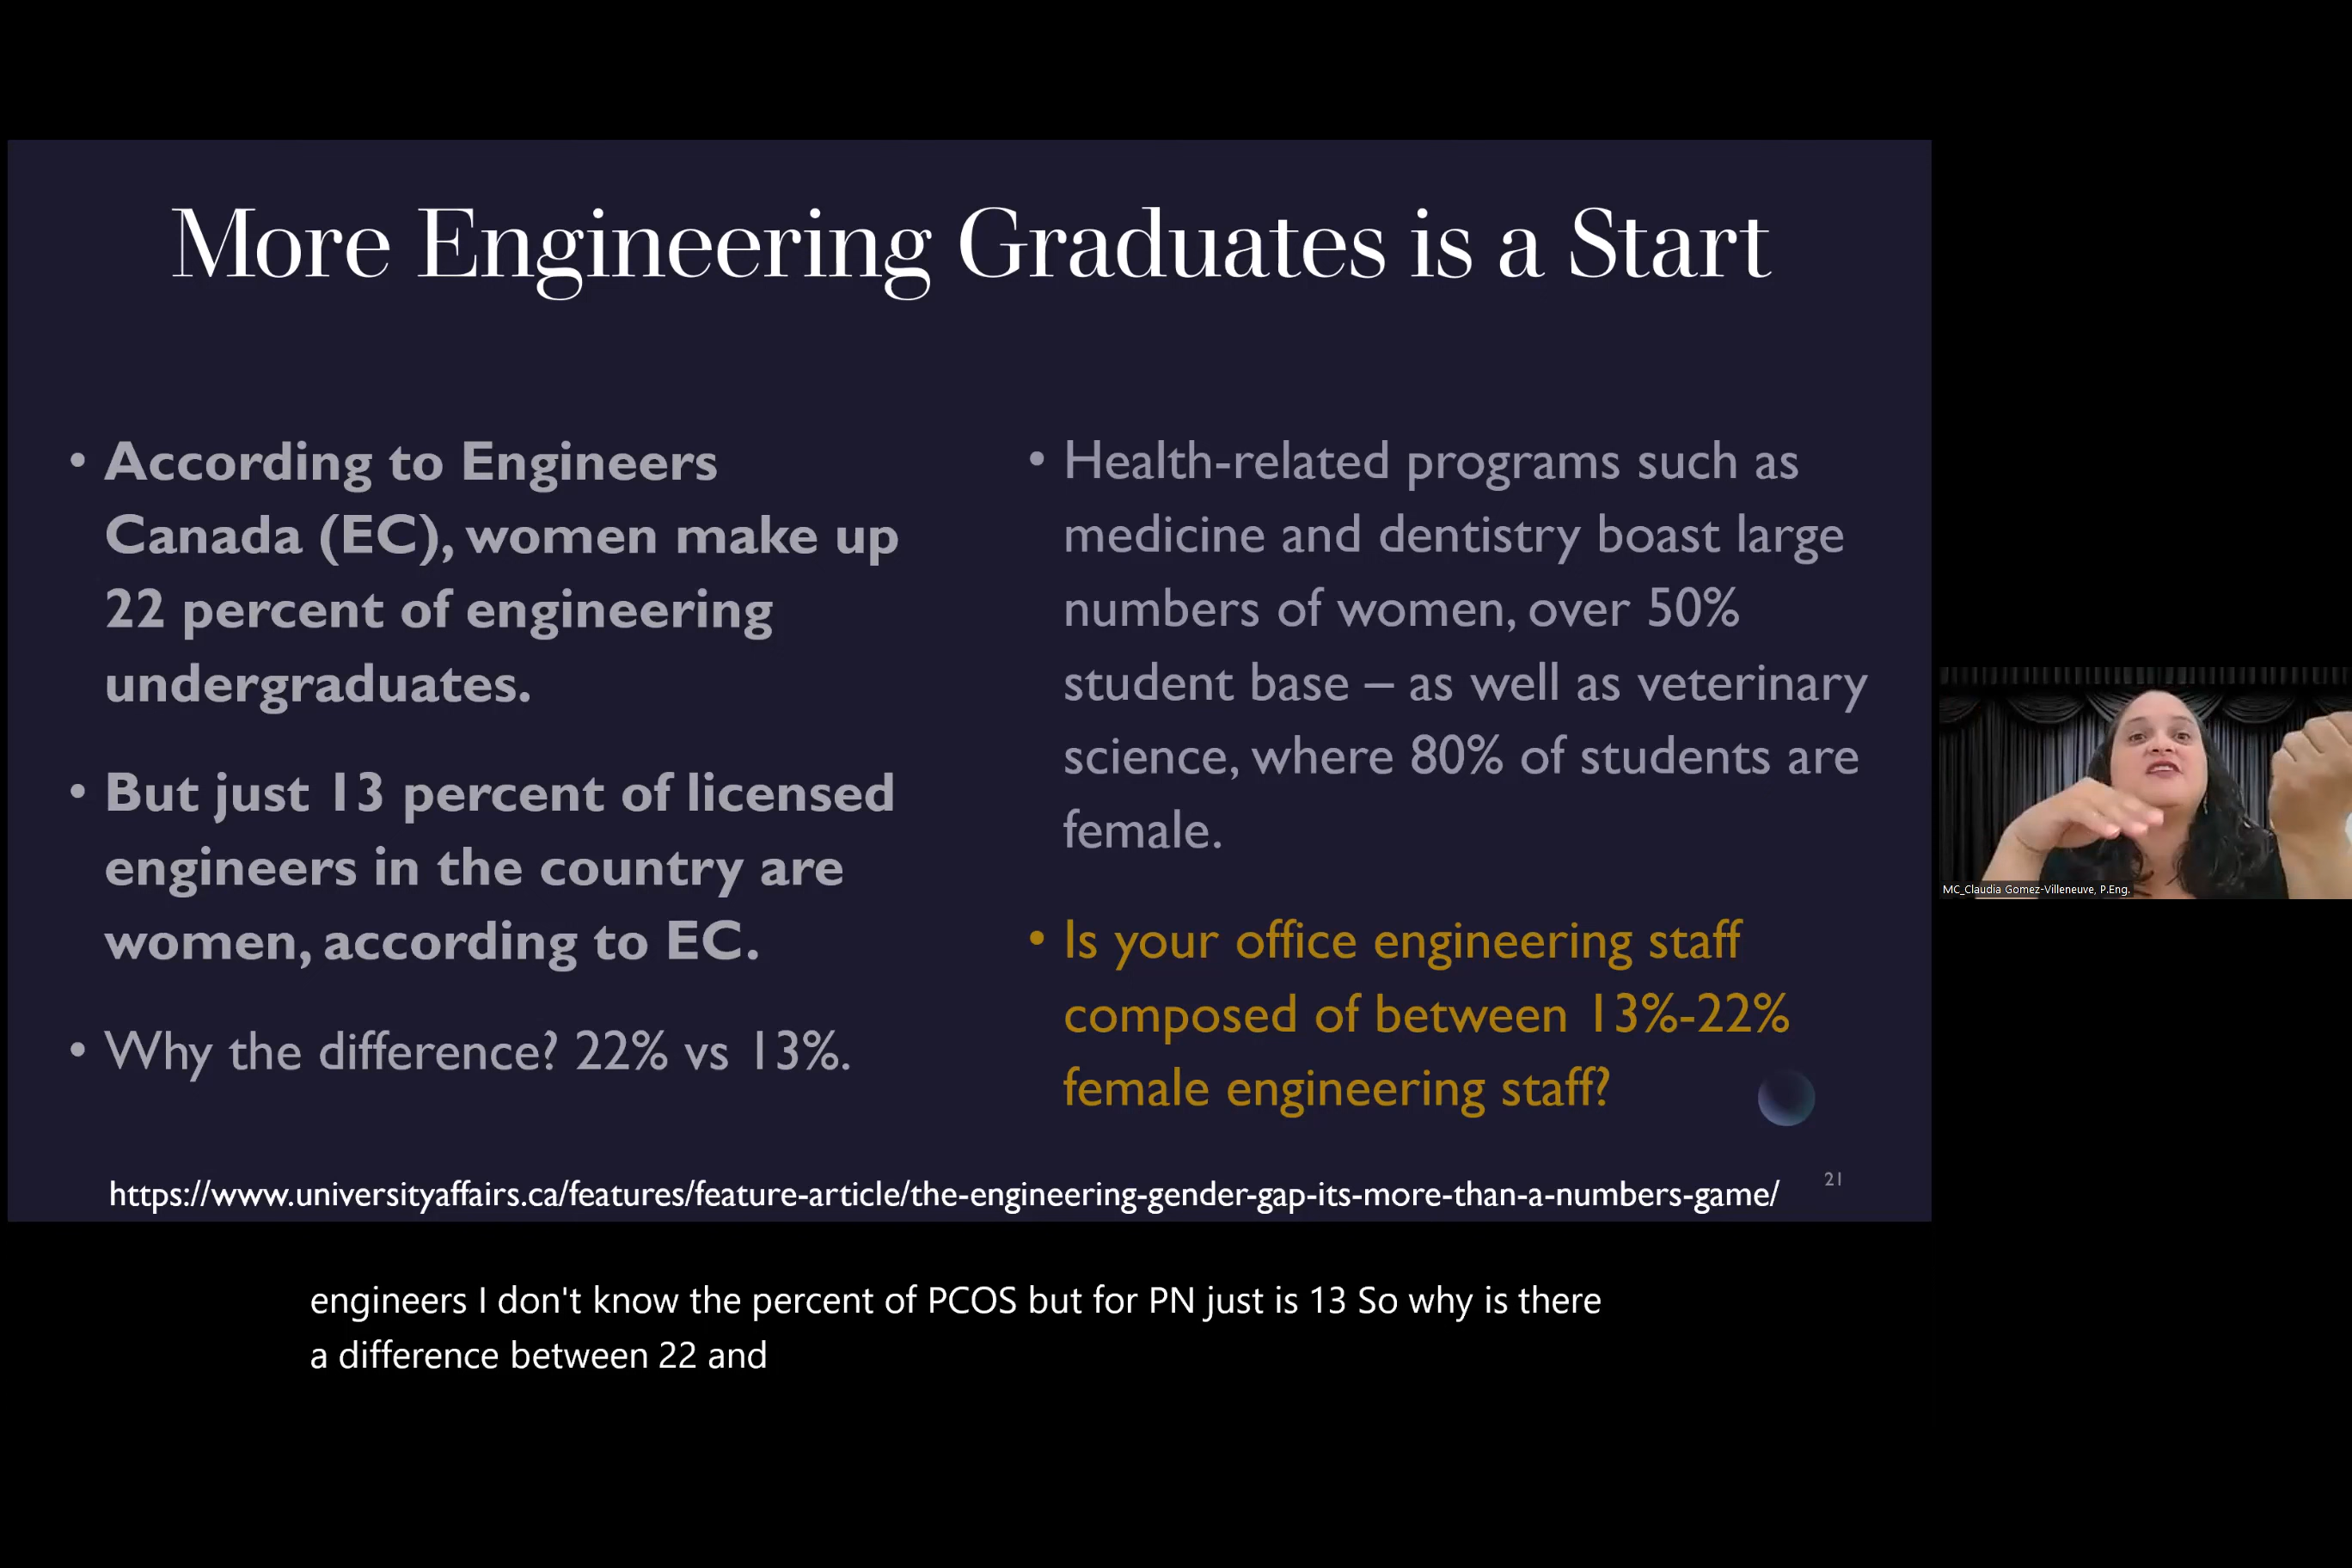 More Engineering Graduates is a Start
• According to Engineers
Canada (EC), women make up
22 percent of engineering
undergraduates.
• But just 13 percent of licensed
engineers in the country are
women, according to EC.
• Why the difference? 22% vs 13%.
• Health-related programs such as
medicine and dentistry boast large
numbers of women, over 50%
student base – as well as veterinary
science, where 80% of students are
female.
• Is your office engineering staff
composed of between 13%-22%
female engineering staff?
https://www.universityaffairs.ca/features/feature-article/the-engineering-gender-gap-its-more-than-a-numbers-game/
21
MC_Claudia Gomez-Villeneuve, P.Eng.
engineers I don't know the percent of PCOS but for PN just is 13 So why is there
a difference between 22 and